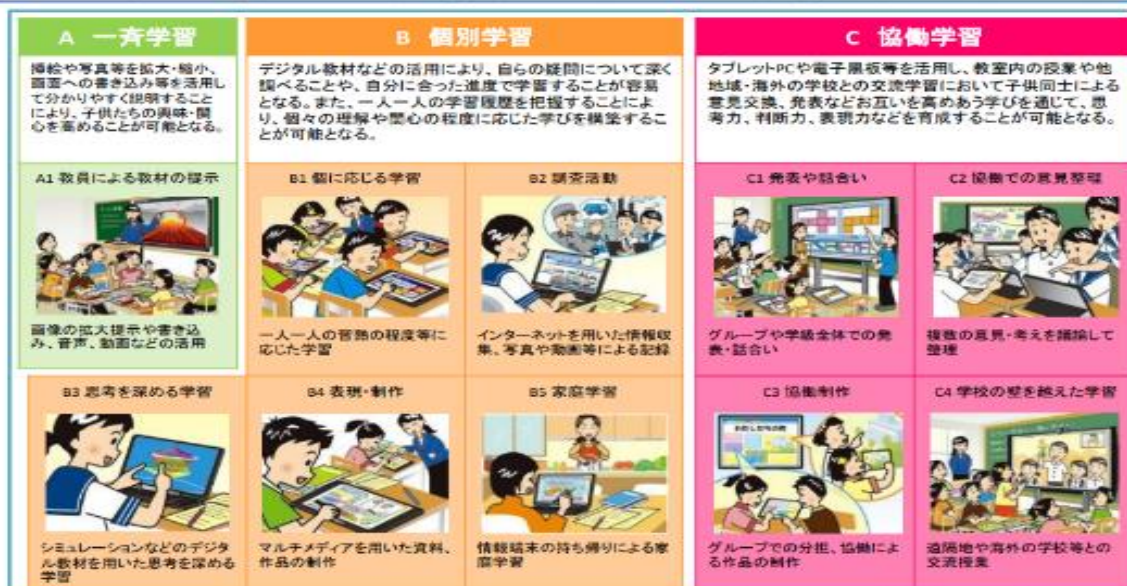 A 一斉学習
挿絵や写真等を拡大・縮小、
画面への書き込み等を活用し
て分かりやすく説明すること
により、子供たちの興味・関
心を高めることが可能となる。
B 個別学習
デジタル教材などの活用により、自らの疑問について深く
調べることや、自分に合った進度で学習することが容易
となる。また、一人一人の学習履歴を把握することによ
り、個々の理解や関心の程度に応じた学びを構築するこ
とが可能となる。
C 協働学習
タブレットPCや電子黒板等を活用し、教室内の授業や他
地域・海外の学校との交流学習において子供同士による
意見交換、発表などお互いを高めあう学びを通じて、思
考力、判断力、表現力などを育成することが可能となる。
A1 教員による教材の提示
画像の拡大提示や書き込
み、音声、動画などの活用
B1 個に応じる学習
一人一人の習熟の程度等に
応じた学習
B2 調査活動
インターネットを用いた情報収
集、写真や動画等による記録
C1 発表や話合い
グループや学級全体での発
表・話合い
C2 協働での意見整理
複数の意見・考えを議論して
整理
B3 思考を深める学習
シミュレーションなどのデジタ
ル教材を用いた思考を深める
学習
B4 表現・制作
マルチメディアを用いた資料、
作品の制作
B5 家庭学習
情報端末の持ち帰りによる家
庭学習
C3 協働制作
グループでの分担、協働によ
る作品の制作
C4 学校の壁を越えた学習
遠隔地や海外の学校等との
交流授業